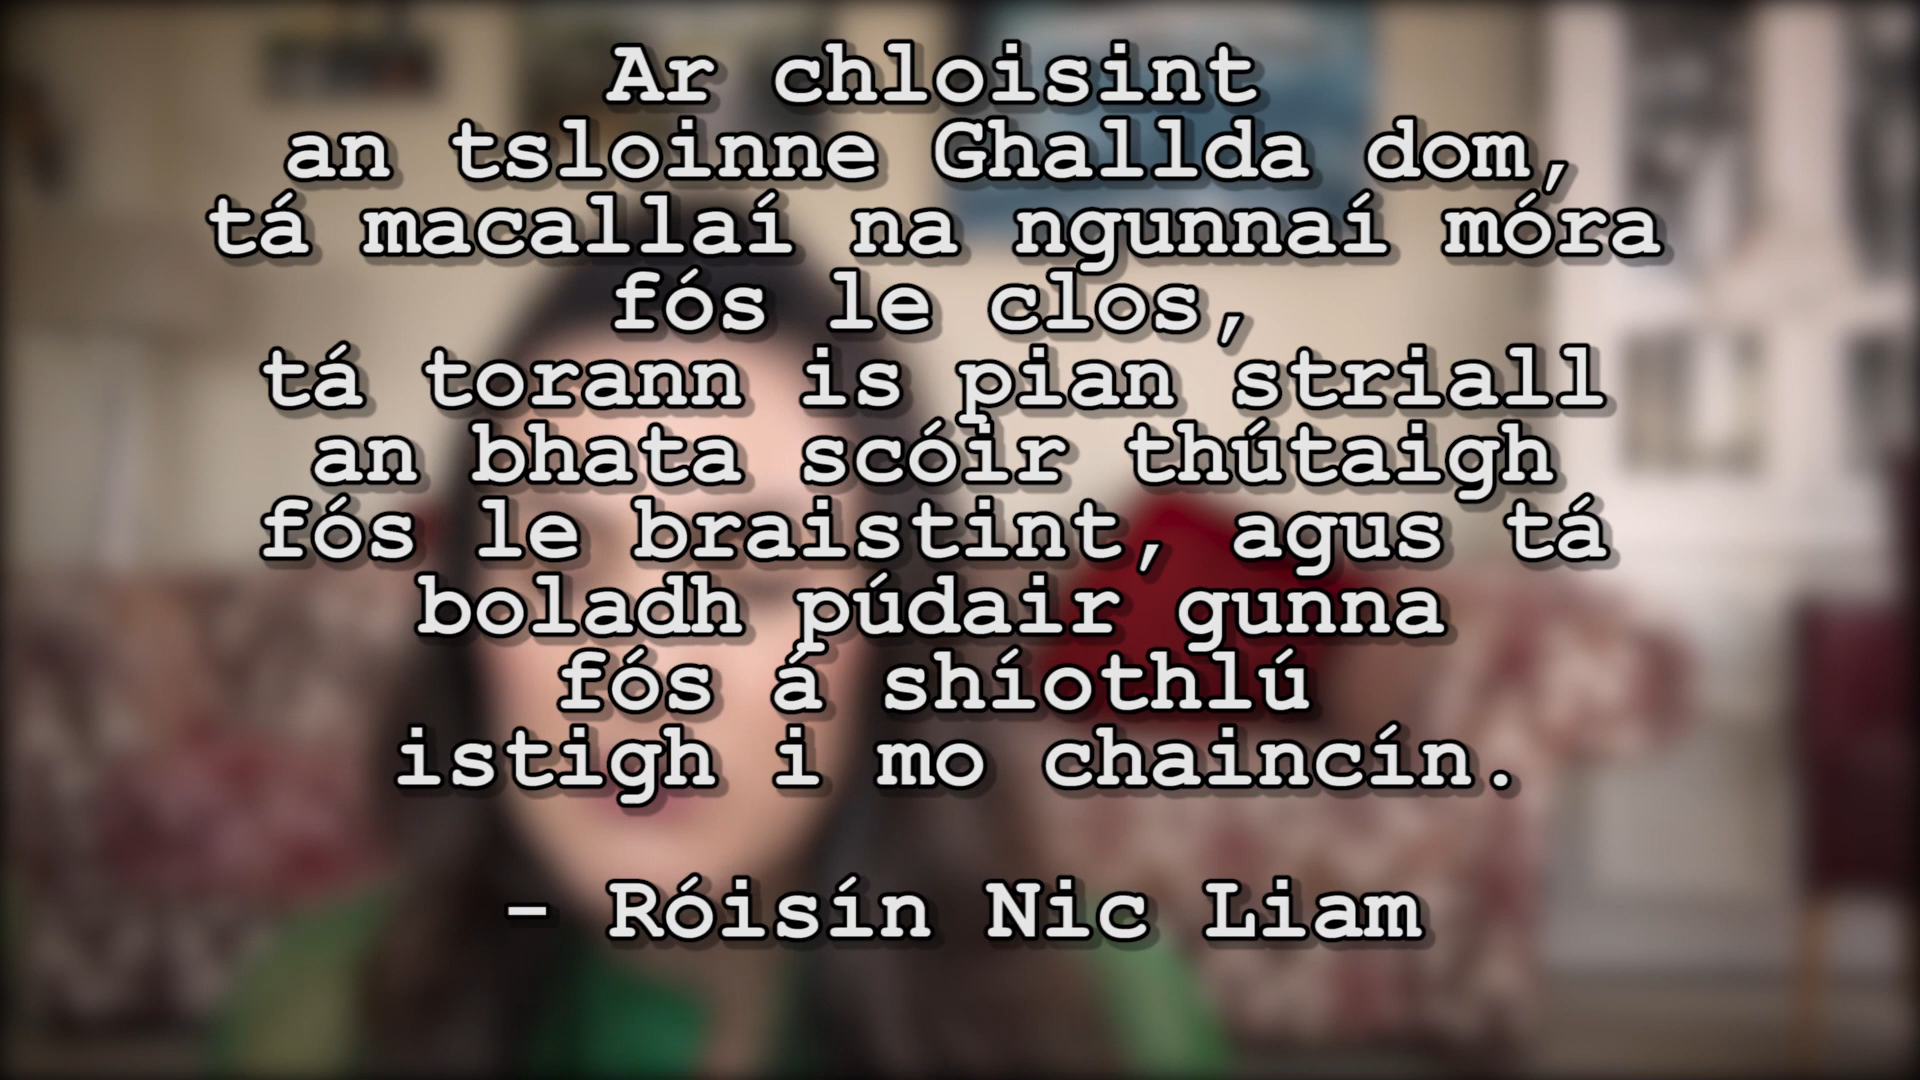 Ar chloisint
an tsloinne Ghallda dom,
tá macallaí na ngunnaí móra
fós le clos,
tá torann is pian striall
an bhata scóir thútaigh
fós le braistint, agus tá
boladh púdair gunna
fós á shíothlú
istigh i mo chaincín.
- Róisín Nic Liam